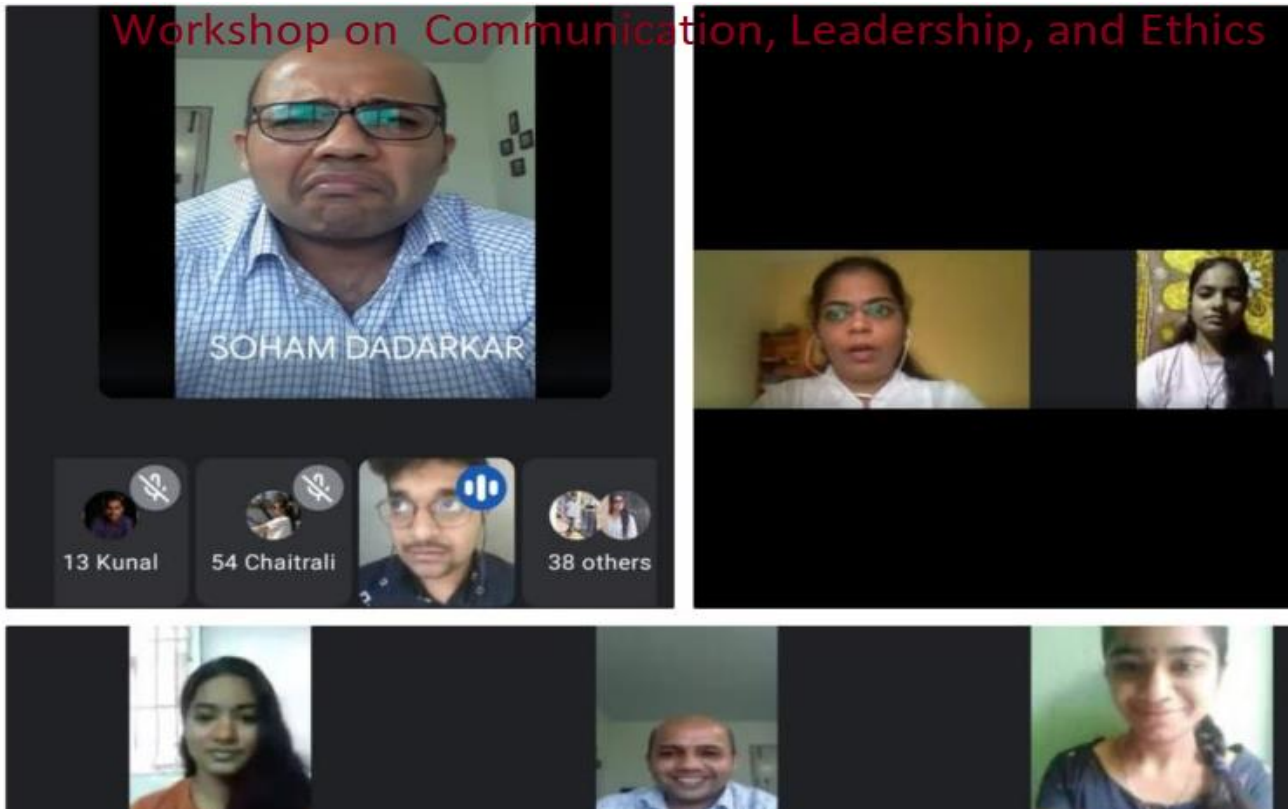 Workshop on Communication, Leadership, and Ethics
SOHAM DADARKAR
13 Kunal
54 Chaitrali
38 others